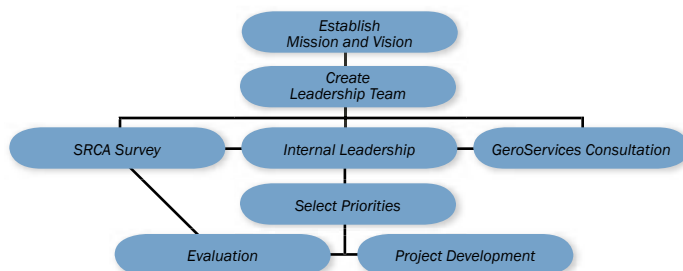 Establish
Mission and Vision
Create
Leadership Team
SRCA Survey
Internal Leadership
GeroServices Consultation
Select Priorities
Evaluation
Project Development